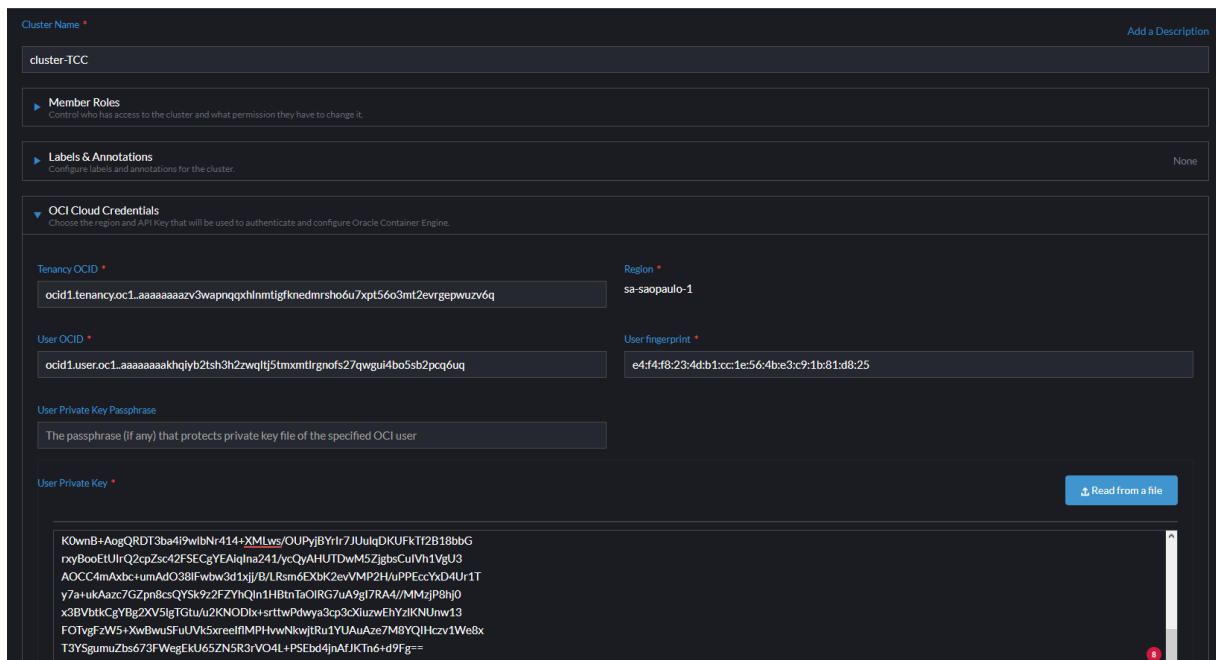 Cluster Name *
Add a Description
cluster-TCC
Member Roles
Control who has access to the cluster and what permission they have to change it.
Labels & Annotations
Configure labels and annotations for the cluster.
None
OCI Cloud Credentials
Choose the region and API Key that will be used to authenticate and configure Oracle Container Engine.
Tenancy OCID *
Region *
ocid1.tenancy.oc1..aaaaaaaazv3wapnqqxhlnmtigfknedmrsho6u7xpt56o3mt2evrgepwuzv6q
sa-saopaulo-1
User OCID *
User fingerprint *
ocid1.user.oc1..aaaaaaaakhqiyb2tsh3h2zwqltj5tmxmtlrgnofs27qwgui4bo5sb2pcq6uq
e4:f4:f8:23:4d:b1:cc:1e:56:4b:e3:c9:1b:81:d8:25
User Private Key Passphrase
The passphrase (if any) that protects private key file of the specified OCI user
User Private Key *
Read from a file
8